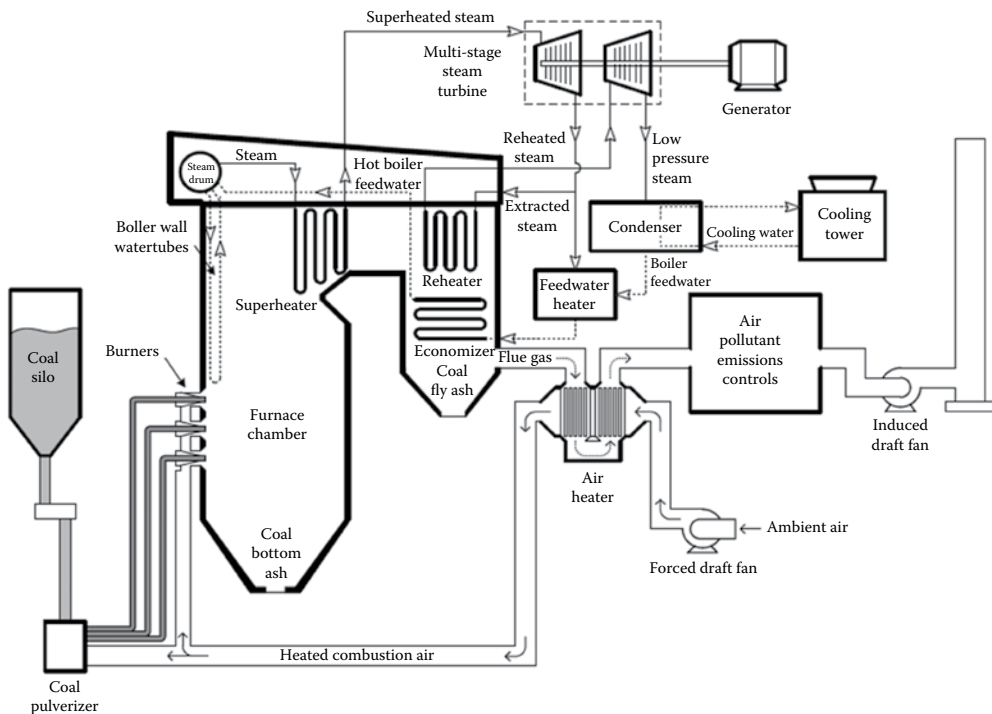 Superheated steam
Multi-stage
steam
turbine
Generator
Reheated
steam
Low
pressure
steam
Steam
Steam
drum
Hot boiler
feedwater
Extracted
steam
Condenser
Cooling water
Cooling
tower
Boller wall
watertubes
Superheater
Reheater
Boiler
feedwater
Feedwater
heater
Economizer
Coal
fly ash
Flue gas
Air
pollutant
emissions
controls
Induced
draft fan
Coal
silo
Burners
Furnace
chamber
Air
heater
Ambient air
Forced draft fan
Coal
bottom
ash
Heated combustion air
Coal
pulverizer